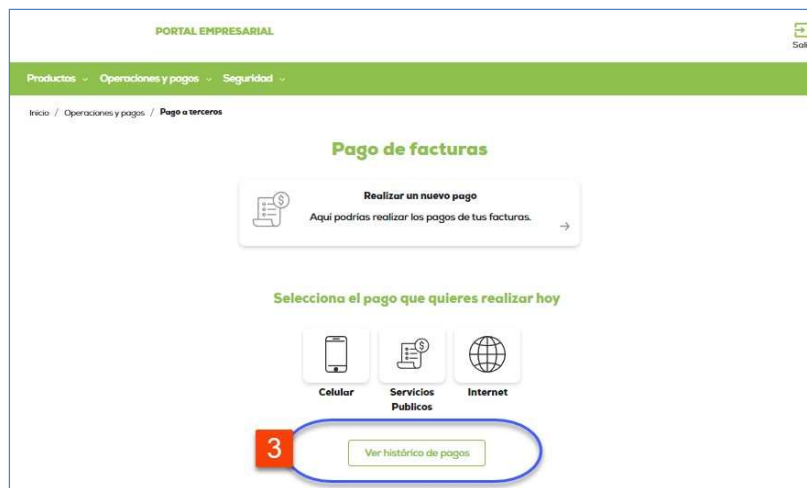 PORTAL EMPRESARIAL
Productos Operaciones y pagos Seguridad
Inicio / Operaciones y pagos / Pago a terceros
Pago de facturas
Realizar un nuevo pago
Aquí podrías realizar los pagos de tus facturas.
Selecciona el pago que quieres realizar hoy
Celular
Servicios Publicos
Internet
3
Ver histórico de pagos